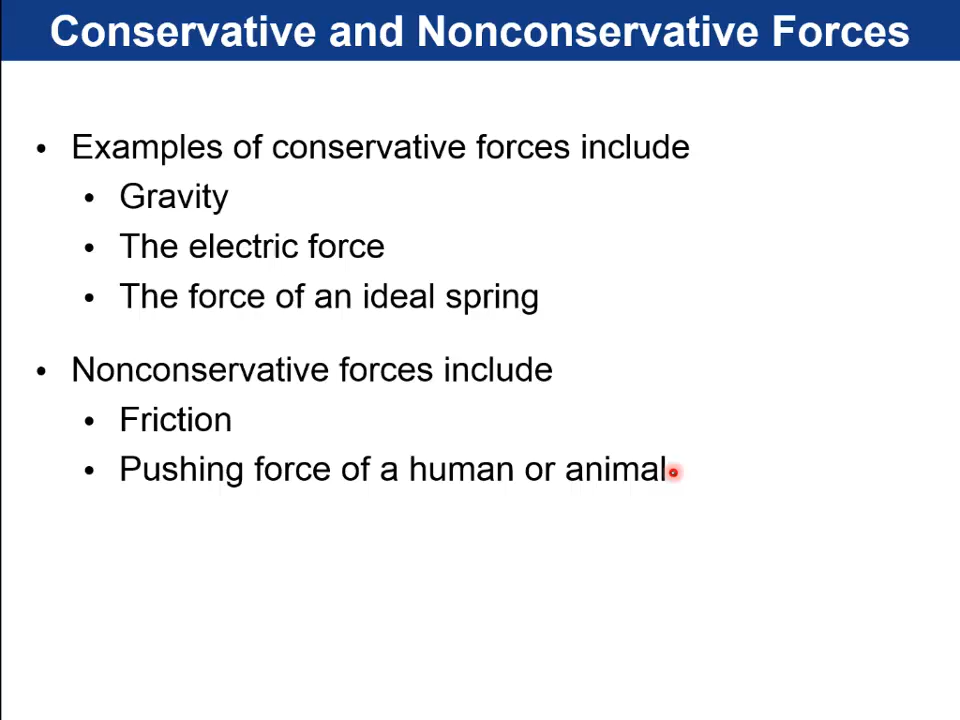 Conservative and Nonconservative Forces
• Examples of conservative forces include
• Gravity
• The electric force
• The force of an ideal spring
• Nonconservative forces include
• Friction
• Pushing force of a human or animal